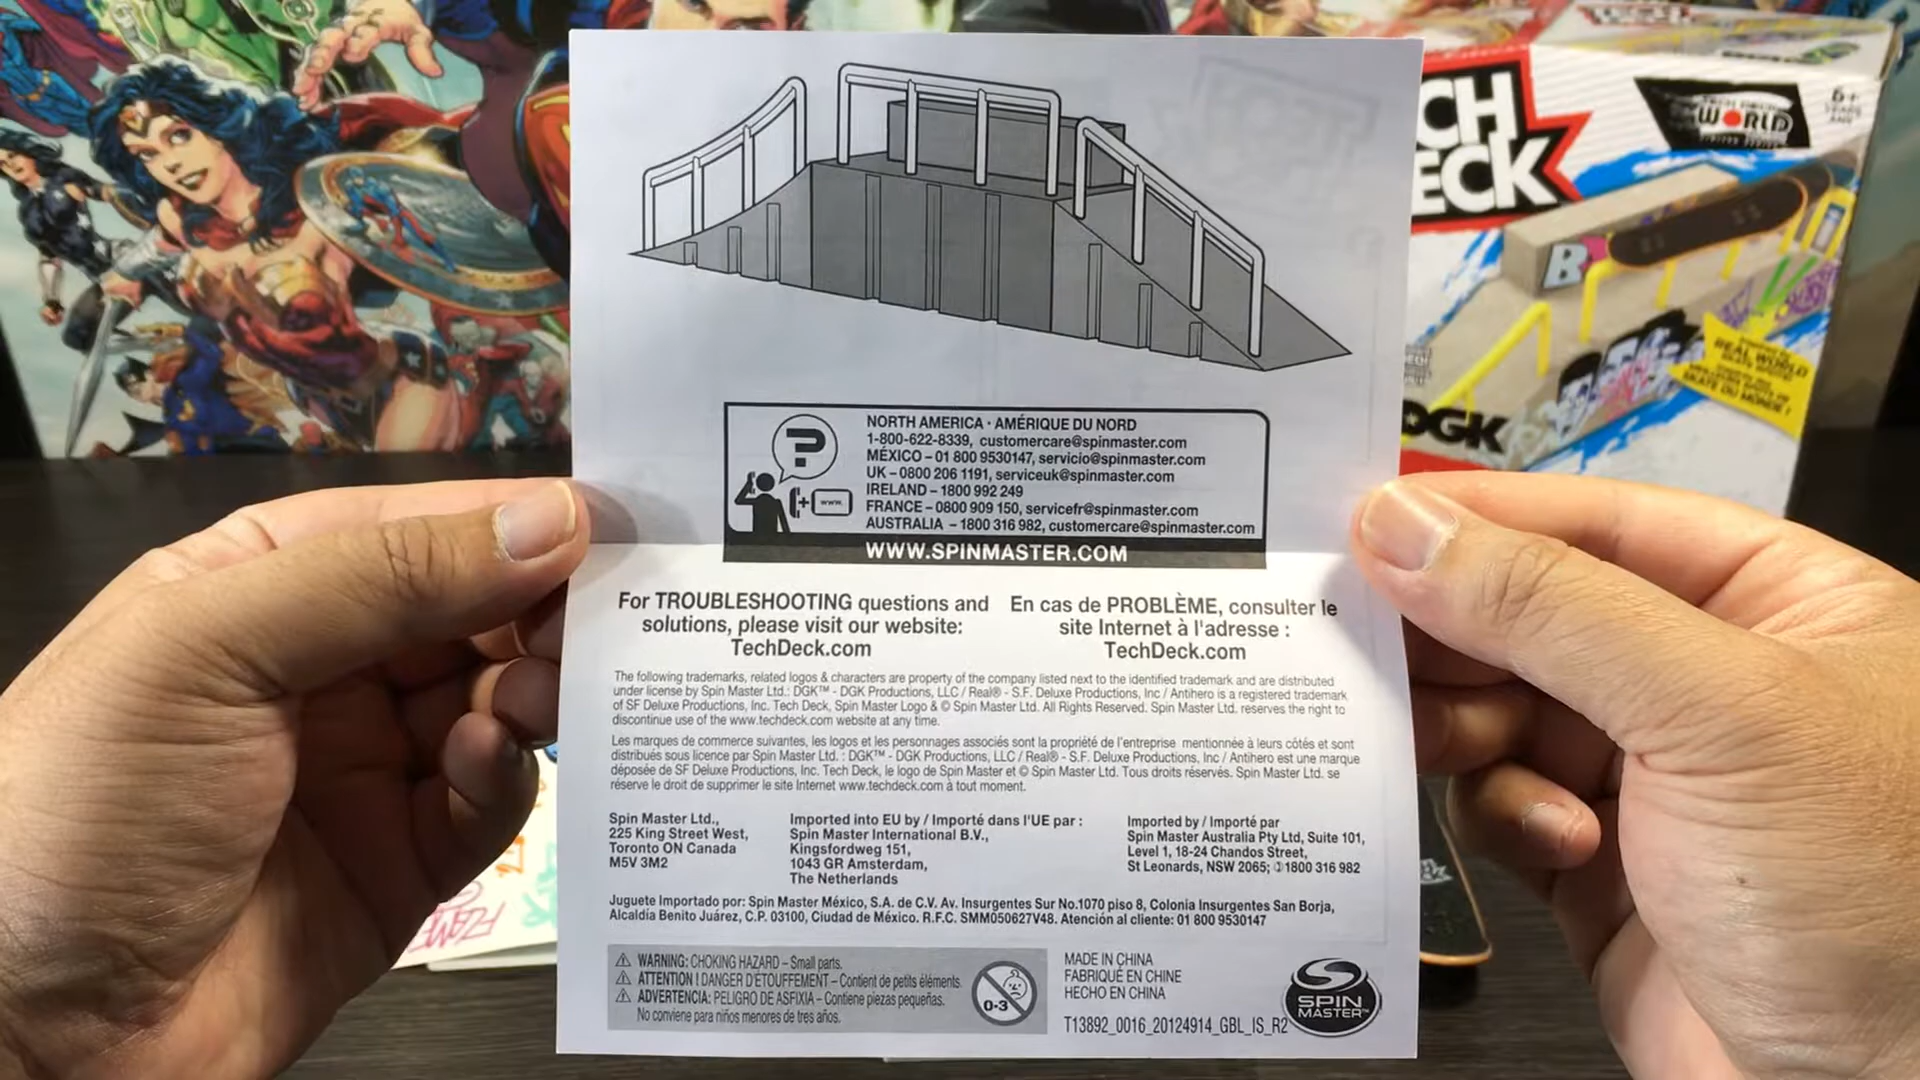 NORTH AMERICA · AMÉRIQUE DU NORD
1-800-622-8339, customercare@spinmaster.com
MÉXICO – 01 800 9530147, servicio@spinmaster.com
UK – 0800 206 1191, serviceuk@spinmaster.com
IRELAND – 1800 992 249
FRANCE – 0800 909 150, servicefr@spinmaster.com
AUSTRALIA – 1800 316 982, customercare@spinmaster.com
?
+
www.
WWW.SPINMASTER.COM
For TROUBLESHOOTING questions and
solutions, please visit our website:
TechDeck.com
En cas de PROBLÈME, consulter le
site Internet à l'adresse :
TechDeck.com
The following trademarks, related logos & characters are property of the company listed next to the identified trademark and are distributed
under license by Spin Master Ltd.: DGK™ - DGK Productions, LLC / Real® - S.F. Deluxe Productions, Inc / Antihero is a registered trademark
of SF Deluxe Productions, Inc. Tech Deck, Spin Master Logo & © Spin Master Ltd. All Rights Reserved. Spin Master Ltd. reserves the right to
discontinue use of the www.techdeck.com website at any time.
Les marques de commerce suivantes, les logos et les personnages associés sont la propriété de l'entreprise mentionnée à leurs côtés et sont
distribués sous licence par Spin Master Ltd. : DGK™ - DGK Productions, LLC / Real® - S.F. Deluxe Productions, Inc / Antihero est une marque
déposée de SF Deluxe Productions, Inc. Tech Deck, le logo de Spin Master et © Spin Master Ltd. Tous droits réservés. Spin Master Ltd. se
réserve le droit de supprimer le site Internet www.techdeck.com à tout moment.
Spin Master Ltd.,
225 King Street West,
Toronto ON Canada
M5V 3M2
Imported into EU by / Importé dans l'UE par :
Spin Master International B.V.,
Kingsfordweg 151,
1043 GR Amsterdam,
The Netherlands
Imported by / Importé par
Spin Master Australia Pty Ltd, Suite 101,
Level 1, 18-24 Chandos Street,
St Leonards, NSW 2065; ✆1800 316 982
Juguete Importado por: Spin Master México, S.A. de C.V. Av. Insurgentes Sur No.1070 piso 8, Colonia Insurgentes San Borja,
Alcaldía Benito Juárez, C.P. 03100, Ciudad de México. R.F.C. SMM050627V48. Atención al cliente: 01 800 9530147
⚠ WARNING: CHOKING HAZARD – Small parts.
⚠ ATTENTION ! DANGER D'ÉTOUFFEMENT – Contient de petits éléments.
⚠ ADVERTENCIA: PELIGRO DE ASFIXIA – Contiene piezas pequeñas.
No conviene para niños menores de tres años.
0-3
MADE IN CHINA
FABRIQUÉ EN CHINE
HECHO EN CHINA
T13892_0016_20124914_GBL_IS_R2
SPIN
MASTER™
CH
ECK
WORLD
6+
B
REAL WORLD
SKATE DU MONDE !
DGK